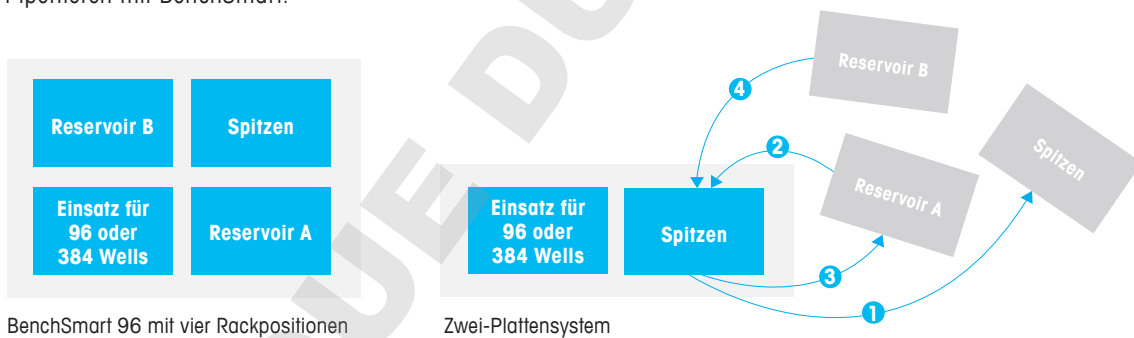 Pipettieren mit BenchSmart.
Reservoir B
Spitzen
Einsatz für
96 oder
384 Wells
Reservoir A
BenchSmart 96 mit vier Rackpositionen
Reservoir B
4
Spitzen
2
Reservoir A
Einsatz für
96 oder
384 Wells
Spitzen
3
1
Zwei-Plattensystem